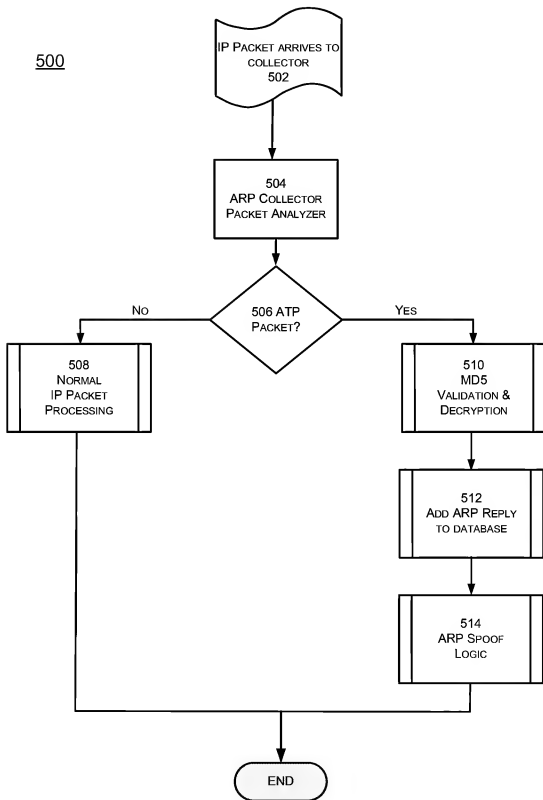 500
IP PACKET ARRIVES TO
COLLECTOR
502
504
ARP COLLECTOR
PACKET ANALYZER
506 ATP
PACKET?
NO
YES
508
NORMAL
IP PACKET
PROCESSING
510
MD5
VALIDATION &
DECRYPTION
512
ADD ARP REPLY
TO DATABASE
514
ARP SPOOF
LOGIC
END